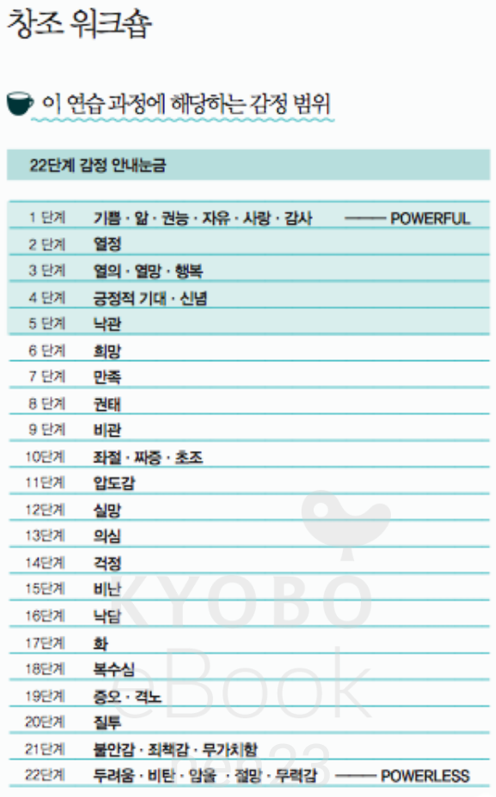 창조 워크숍
이 연습 과정에 해당하는 감정 범위
22단계 감정 안내눈금
1 단계 기쁨 · 앎 · 권능 · 자유 · 사랑 · 감사 —— POWERFUL
2 단계 열정
3 단계 열의 · 열망 · 행복
4 단계 긍정적 기대 · 신념
5 단계 낙관
6 단계 희망
7 단계 만족
8 단계 권태
9 단계 비관
10단계 좌절 · 짜증 · 초조
11단계 압도감
12단계 실망
13단계 의심
14단계 걱정
15단계 비난
16단계 낙담
17단계 화
18단계 복수심
19단계 증오 · 격노
20단계 질투
21단계 불안감 · 죄책감 · 무가치함
22단계 두려움 · 비탄 · 암울 · 절망 · 무력감 —— POWERLESS
KYOBO
eBook